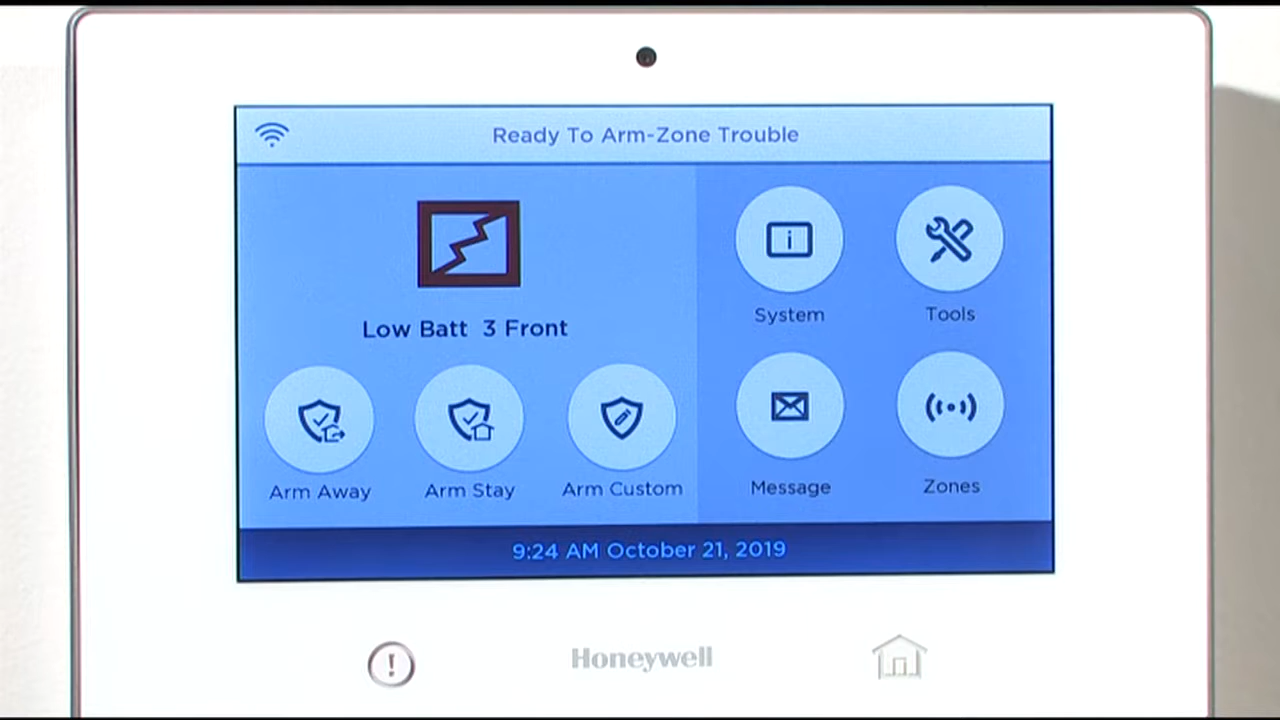 Ready To Arm-Zone Trouble
Low Batt 3 Front
System
Tools
Arm Away
Arm Stay
Arm Custom
Message
Zones
9:24 AM October 21, 2019
Honeywell